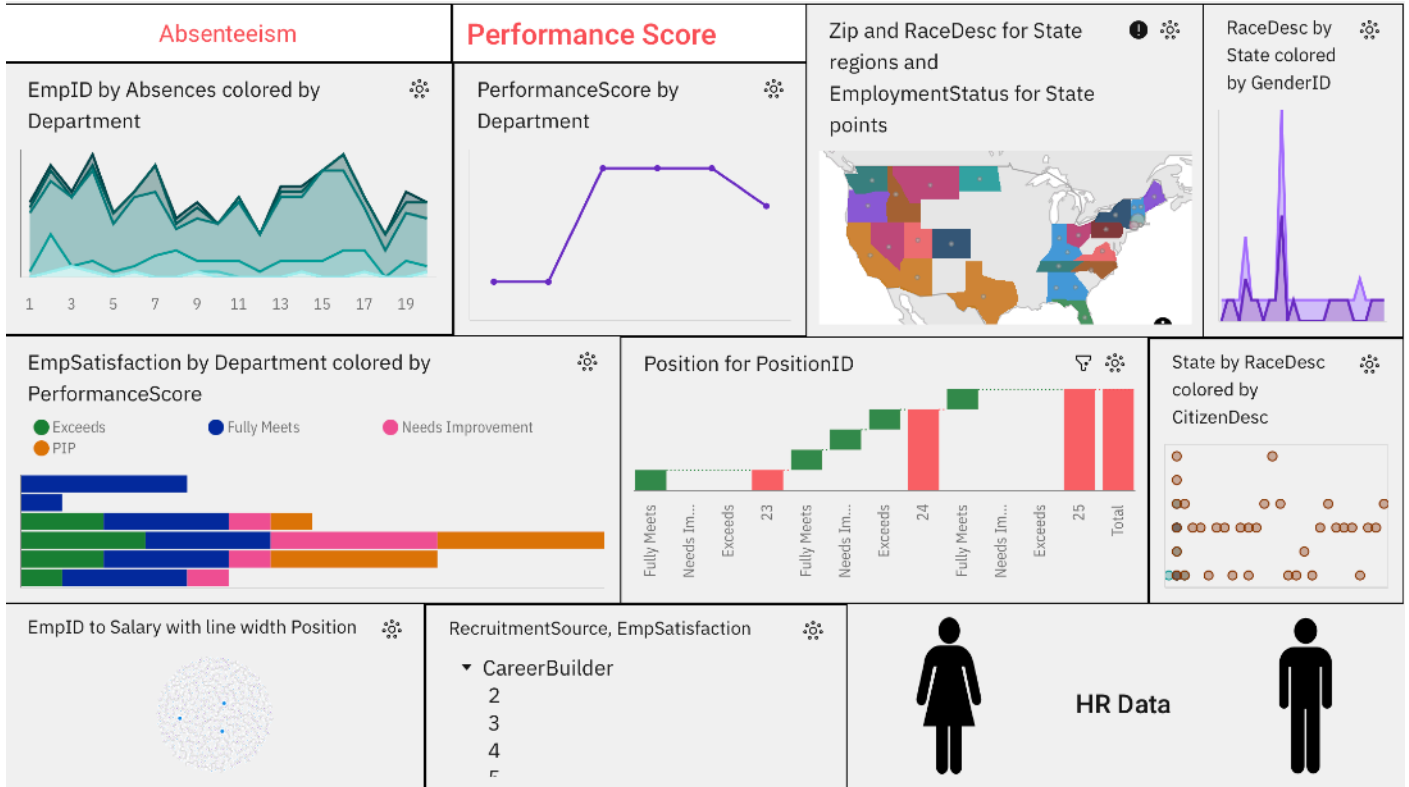 Absenteeism
Performance Score
EmpID by Absences colored by
Department
1 3 5 7 9 11 13 15 17 19
PerformanceScore by
Department
Zip and RaceDesc for State
regions and
EmploymentStatus for State
points
RaceDesc by
State colored
by GenderID
EmpSatisfaction by Department colored by
PerformanceScore
Exceeds
Fully Meets
Needs Improvement
PIP
Position for PositionID
Fully Meets
Needs Im...
Exceeds
23
Fully Meets
Needs Im...
Exceeds
24
Fully Meets
Needs Im...
Exceeds
25
Total
State by RaceDesc
colored by
CitizenDesc
EmpID to Salary with line width Position
RecruitmentSource, EmpSatisfaction
CareerBuilder
2
3
4
HR Data